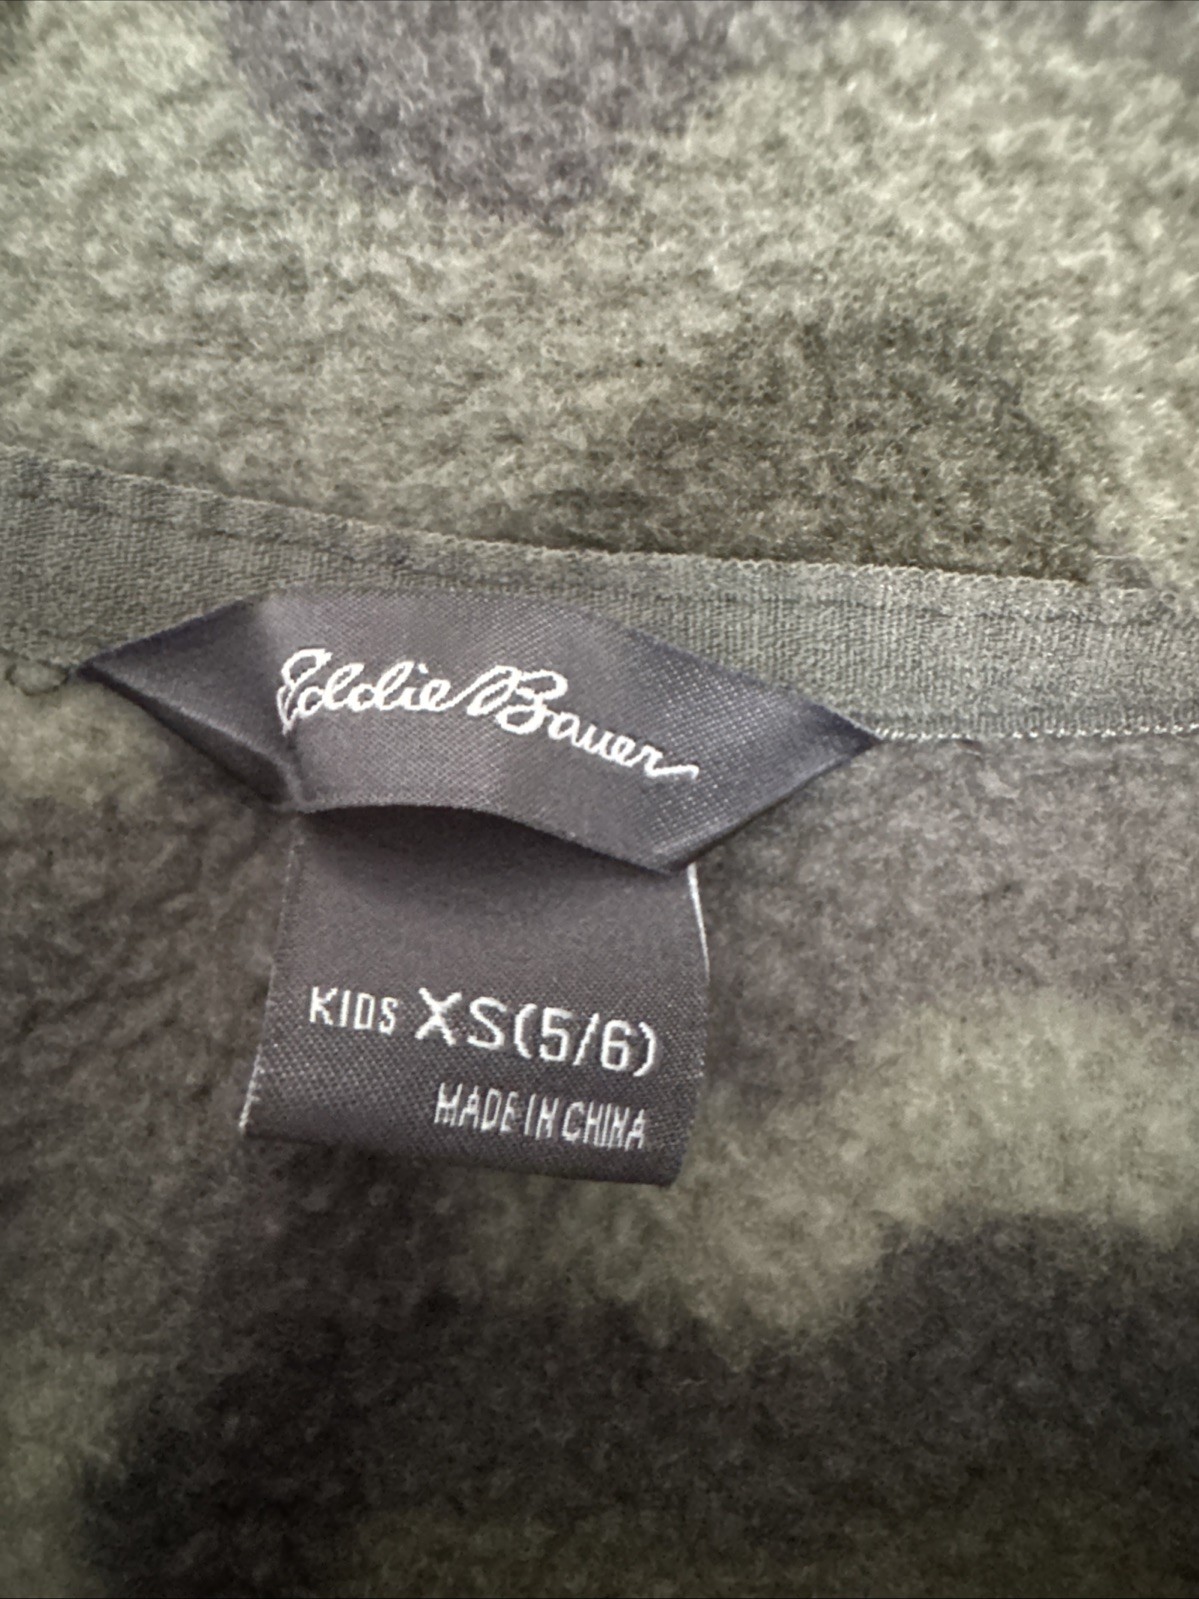 Eddie Bauer
KIDS XS(5/6)
MADE IN CHINA